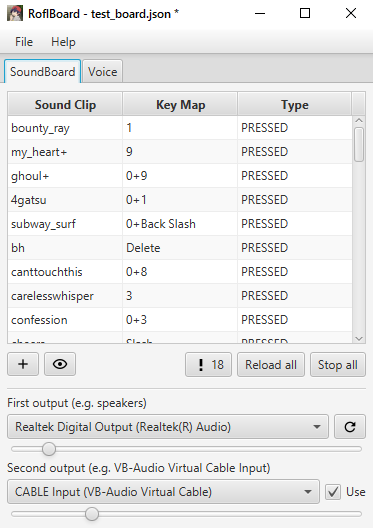 RoflBoard - test_board.json *
File Help
SoundBoard Voice
Sound Clip Key Map Type
bounty_ray 1 PRESSED
my_heart+ 9 PRESSED
ghoul+ 0+9 PRESSED
4gatsu 0+1 PRESSED
subway_surf 0+Back Slash PRESSED
bh Delete PRESSED
canttouchthis 0+8 PRESSED
carelesswhisper 3 PRESSED
confession 0+3 PRESSED
cheers Slash PRESSED
+ ! 18 Reload all Stop all
First output (e.g. speakers)
Realtek Digital Output (Realtek(R) Audio)
Second output (e.g. VB-Audio Virtual Cable Input)
CABLE Input (VB-Audio Virtual Cable) Use